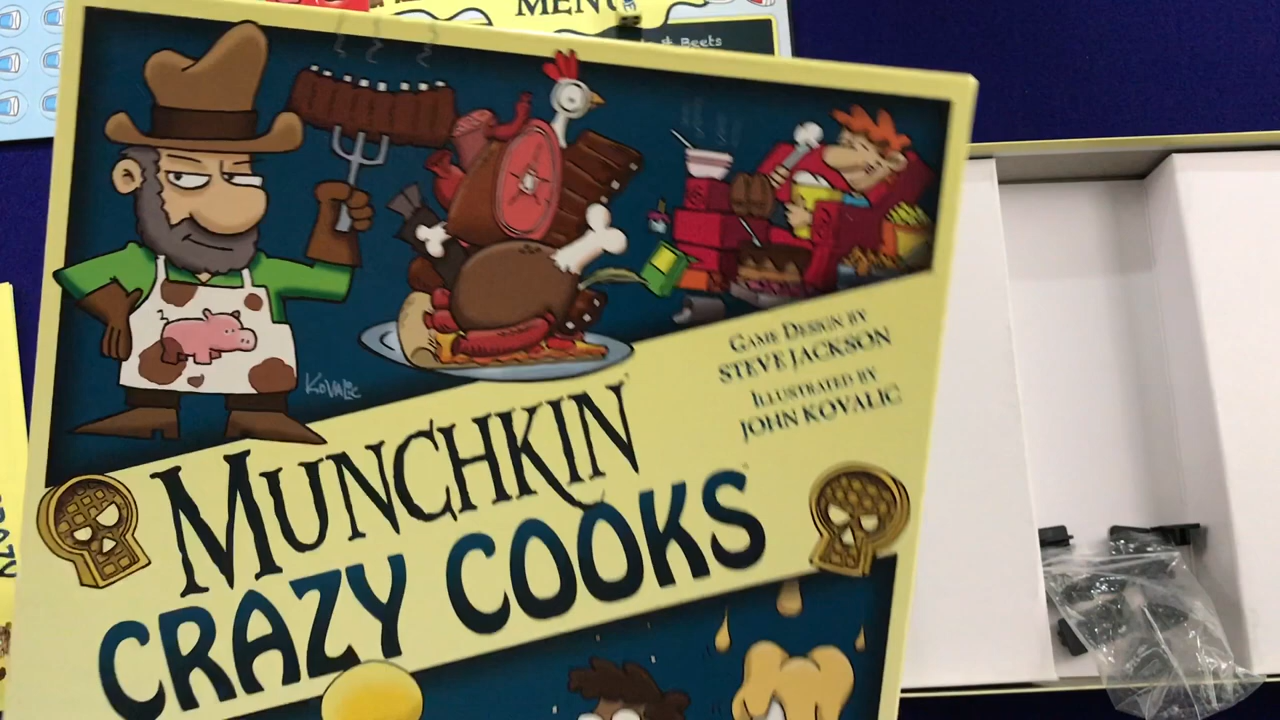 MENU
& Beets
KOVALIC
GAME DESIGN BY
STEVE JACKSON
ILLUSTRATED BY
JOHN KOVALIC
MUNCHKIN
CRAZY COOKS